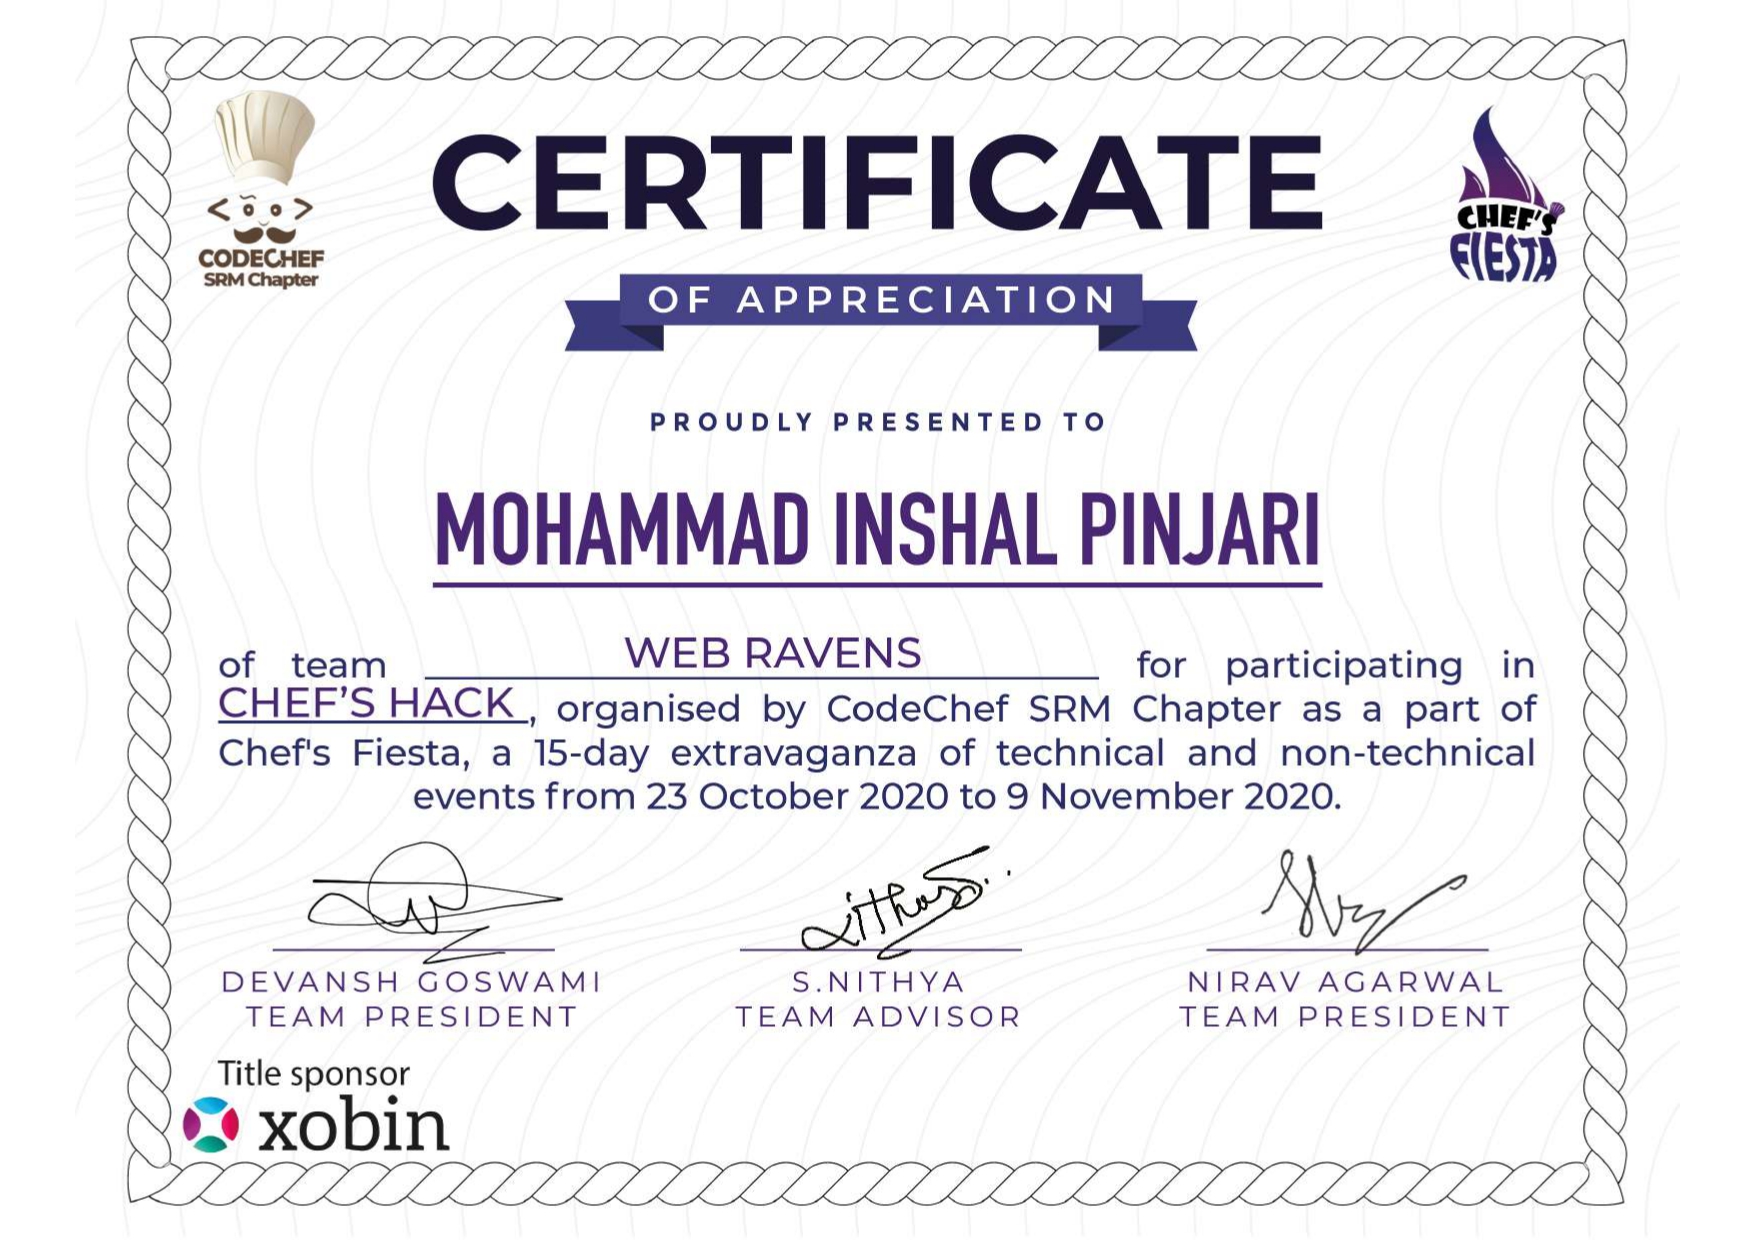 CERTIFICATE
< o o >
CODECHEF
SRM Chapter
CHEF'S
FIESTA
OF APPRECIATION
PROUDLY PRESENTED TO
MOHAMMAD INSHAL PINJARI
of team WEB RAVENS for participating in
CHEF'S HACK, organised by CodeChef SRM Chapter as a part of
Chef's Fiesta, a 15-day extravaganza of technical and non-technical
events from 23 October 2020 to 9 November 2020.
DEVANSH GOSWAMI
TEAM PRESIDENT
S.NITHYA
TEAM ADVISOR
NIRAV AGARWAL
TEAM PRESIDENT
Title sponsor
xobin